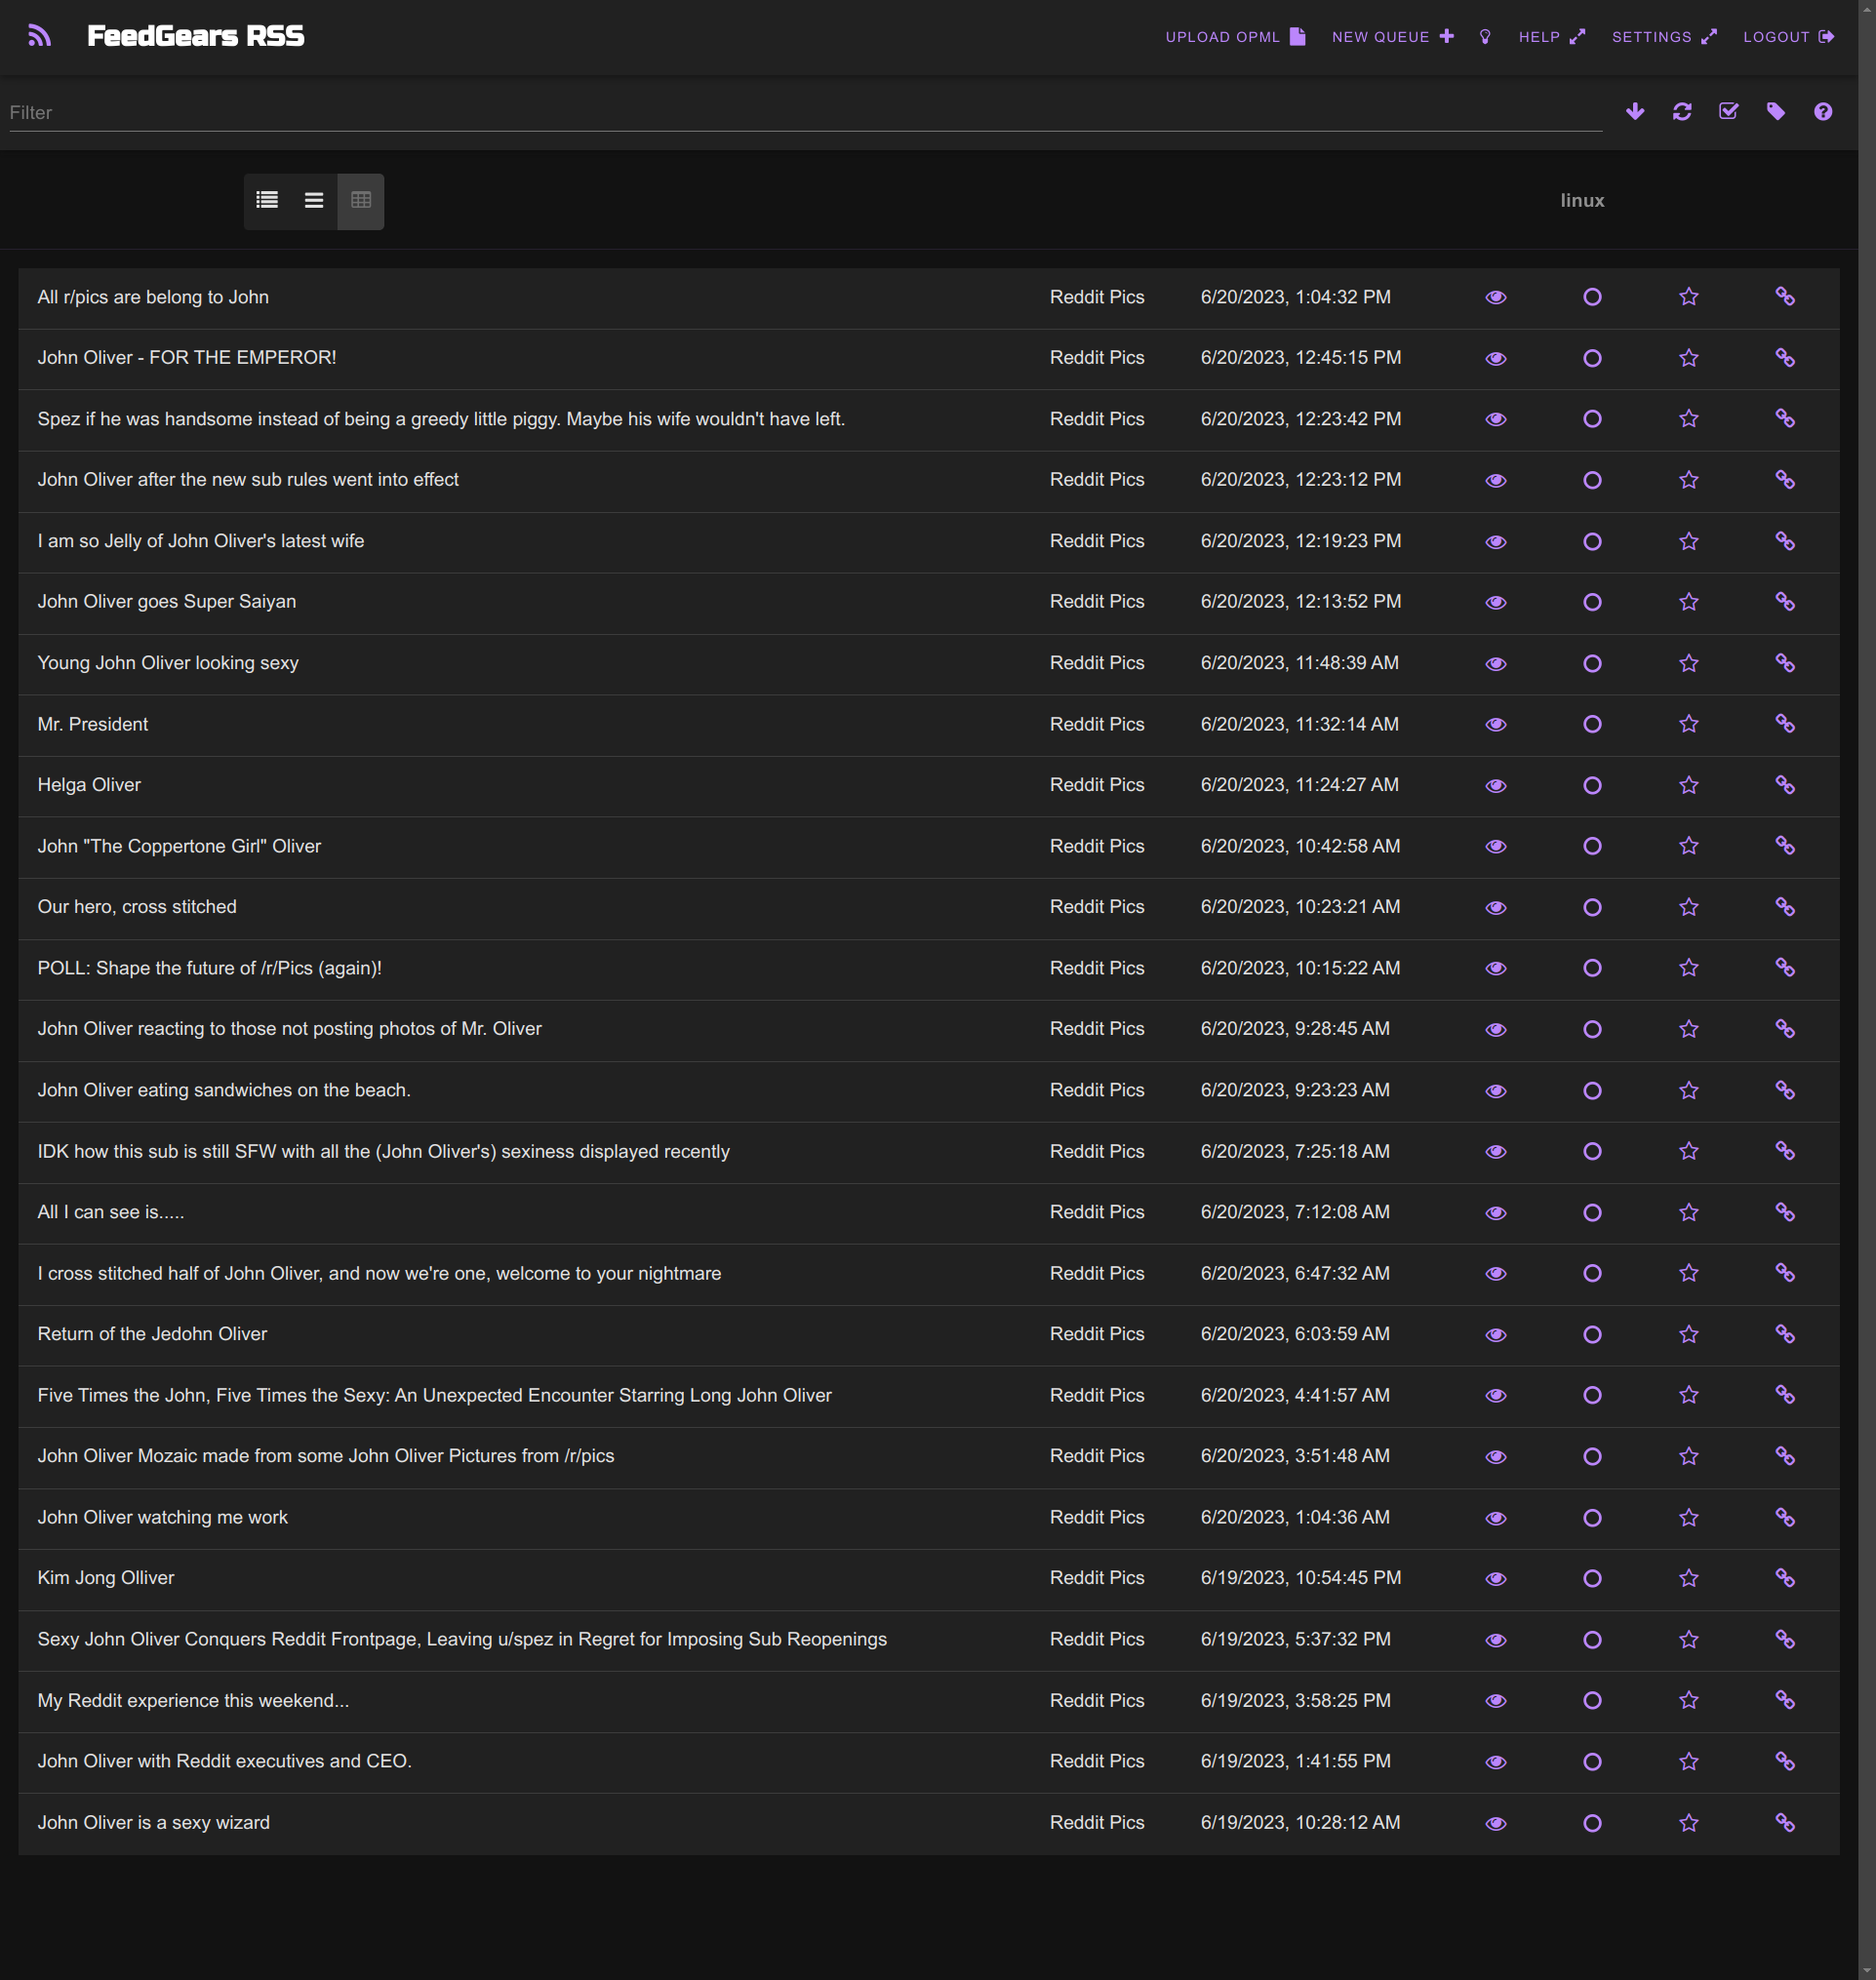 FeedGears RSS
UPLOAD OPML NEW QUEUE HELP SETTINGS LOGOUT
Filter
linux
All r/pics are belong to John Reddit Pics 6/20/2023, 1:04:32 PM
John Oliver - FOR THE EMPEROR! Reddit Pics 6/20/2023, 12:45:15 PM
Spez if he was handsome instead of being a greedy little piggy. Maybe his wife wouldn't have left. Reddit Pics 6/20/2023, 12:23:42 PM
John Oliver after the new sub rules went into effect Reddit Pics 6/20/2023, 12:23:12 PM
I am so Jelly of John Oliver's latest wife Reddit Pics 6/20/2023, 12:19:23 PM
John Oliver goes Super Saiyan Reddit Pics 6/20/2023, 12:13:52 PM
Young John Oliver looking sexy Reddit Pics 6/20/2023, 11:48:39 AM
Mr. President Reddit Pics 6/20/2023, 11:32:14 AM
Helga Oliver Reddit Pics 6/20/2023, 11:24:27 AM
John "The Coppertone Girl" Oliver Reddit Pics 6/20/2023, 10:42:58 AM
Our hero, cross stitched Reddit Pics 6/20/2023, 10:23:21 AM
POLL: Shape the future of /r/Pics (again)! Reddit Pics 6/20/2023, 10:15:22 AM
John Oliver reacting to those not posting photos of Mr. Oliver Reddit Pics 6/20/2023, 9:28:45 AM
John Oliver eating sandwiches on the beach. Reddit Pics 6/20/2023, 9:23:23 AM
IDK how this sub is still SFW with all the (John Oliver's) sexiness displayed recently Reddit Pics 6/20/2023, 7:25:18 AM
All I can see is..... Reddit Pics 6/20/2023, 7:12:08 AM
I cross stitched half of John Oliver, and now we're one, welcome to your nightmare Reddit Pics 6/20/2023, 6:47:32 AM
Return of the Jedohn Oliver Reddit Pics 6/20/2023, 6:03:59 AM
Five Times the John, Five Times the Sexy: An Unexpected Encounter Starring Long John Oliver Reddit Pics 6/20/2023, 4:41:57 AM
John Oliver Mozaic made from some John Oliver Pictures from /r/pics Reddit Pics 6/20/2023, 3:51:48 AM
John Oliver watching me work Reddit Pics 6/20/2023, 1:04:36 AM
Kim Jong Olliver Reddit Pics 6/19/2023, 10:54:45 PM
Sexy John Oliver Conquers Reddit Frontpage, Leaving u/spez in Regret for Imposing Sub Reopenings Reddit Pics 6/19/2023, 5:37:32 PM
My Reddit experience this weekend... Reddit Pics 6/19/2023, 3:58:25 PM
John Oliver with Reddit executives and CEO. Reddit Pics 6/19/2023, 1:41:55 PM
John Oliver is a sexy wizard Reddit Pics 6/19/2023, 10:28:12 AM